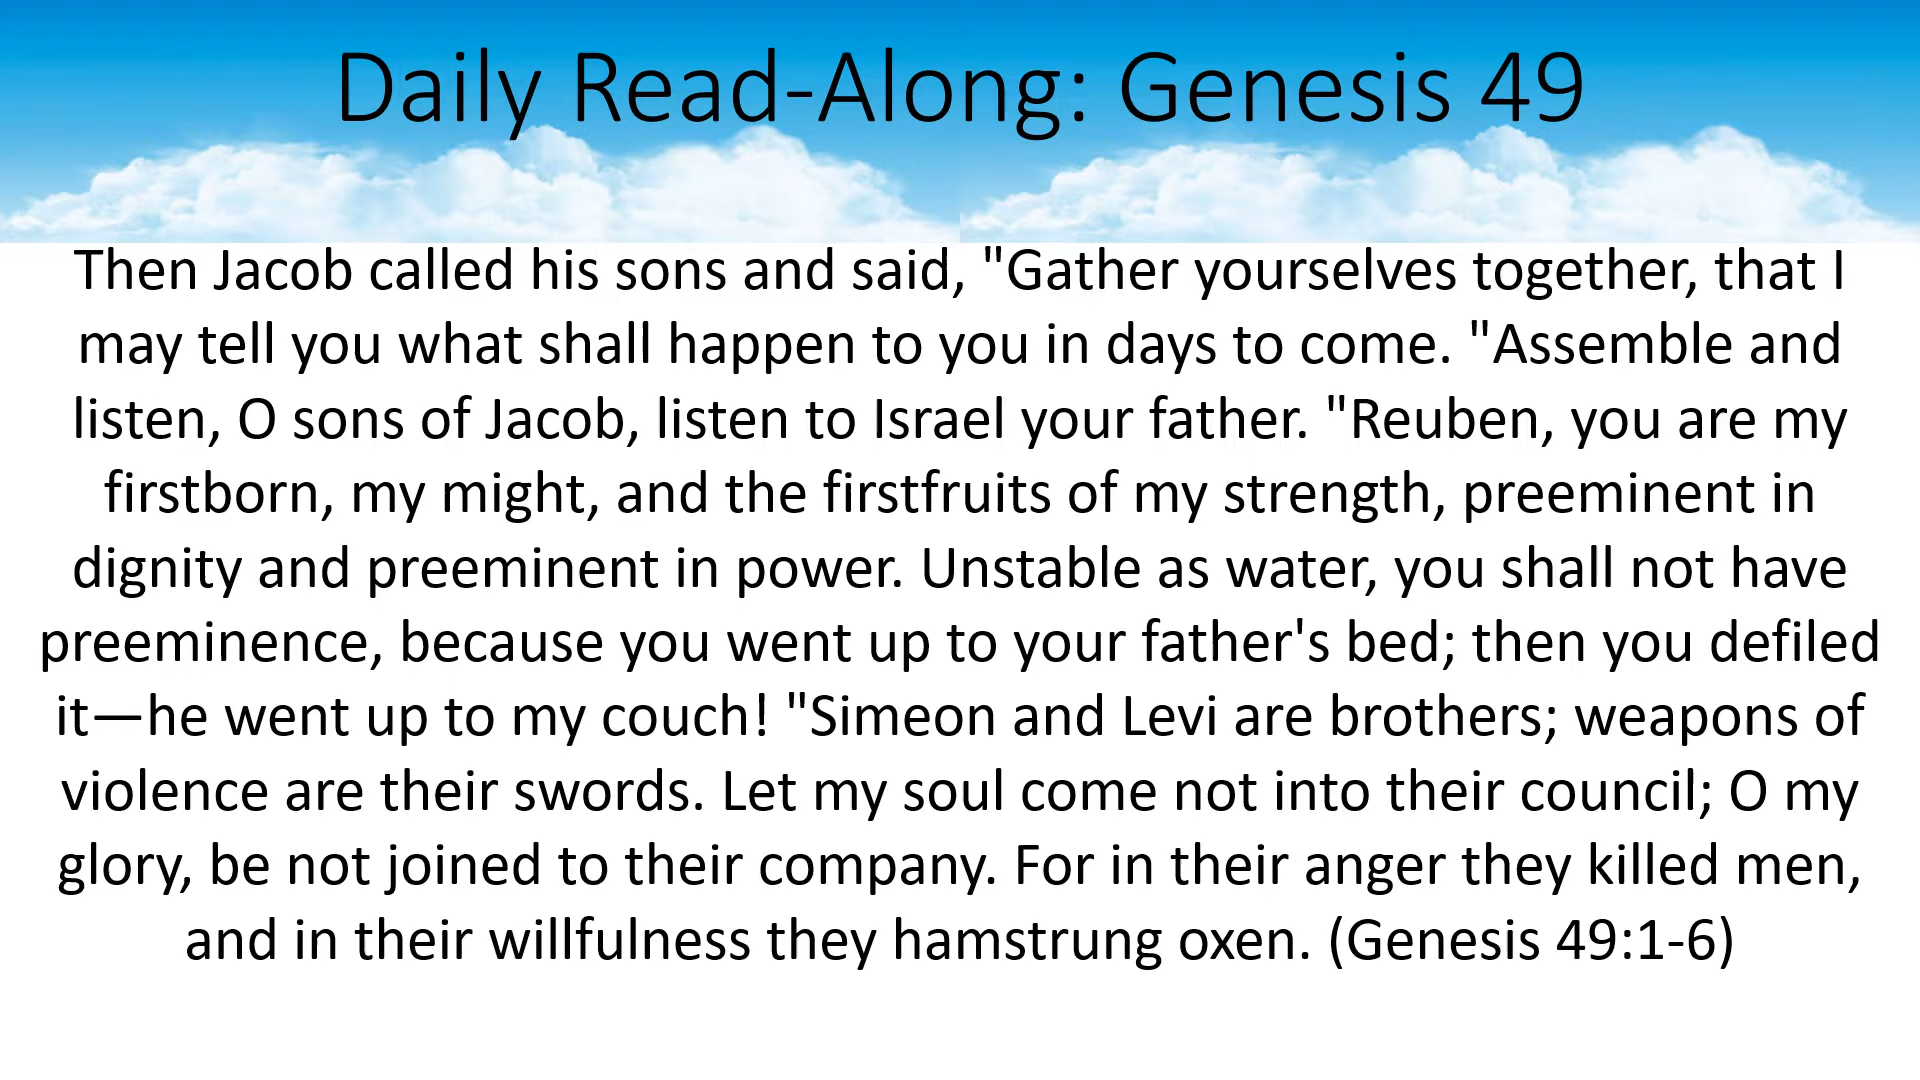 Daily Read-Along: Genesis 49
Then Jacob called his sons and said, "Gather yourselves together, that I
may tell you what shall happen to you in days to come. "Assemble and
listen, O sons of Jacob, listen to Israel your father. "Reuben, you are my
firstborn, my might, and the firstfruits of my strength, preeminent in
dignity and preeminent in power. Unstable as water, you shall not have
preeminence, because you went up to your father's bed; then you defiled
it—he went up to my couch! "Simeon and Levi are brothers; weapons of
violence are their swords. Let my soul come not into their council; O my
glory, be not joined to their company. For in their anger they killed men,
and in their willfulness they hamstrung oxen. (Genesis 49:1-6)